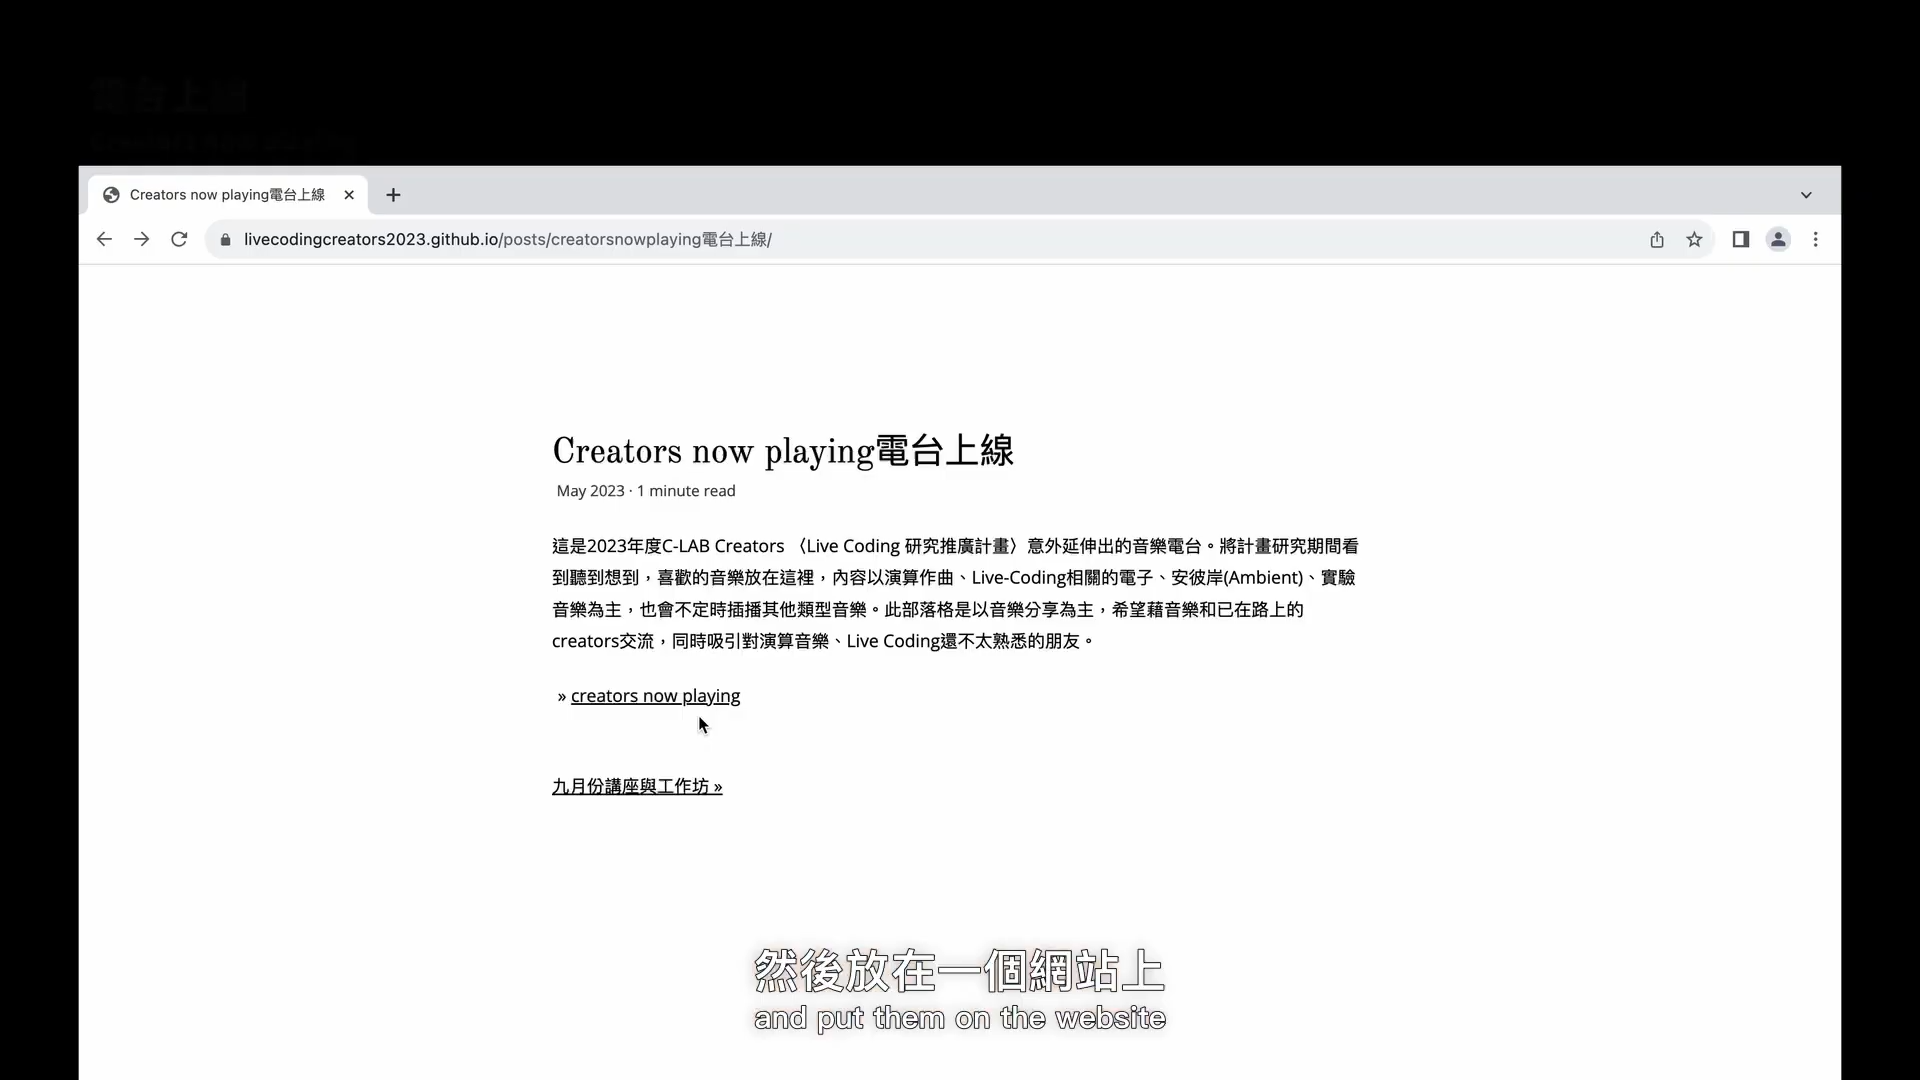 電台上線
Creators now playing電台上線
livecodingcreators2023.github.io/posts/creatorsnowplaying電台上線/
Creators now playing電台上線
May 2023 · 1 minute read
這是2023年度C-LAB Creators 〈Live Coding 研究推廣計畫〉意外延伸出的音樂電台。將計畫研究期間看
到聽到想到，喜歡的音樂放在這裡，內容以演算作曲、Live-Coding相關的電子、安彼岸(Ambient)、實驗
音樂為主，也會不定時插播其他類型音樂。此部落格是以音樂分享為主，希望藉音樂和已在路上的
creators交流，同時吸引對演算音樂、Live Coding還不太熟悉的朋友。
» creators now playing
九月份講座與工作坊 »
然後放在一個網站上
and put them on the website